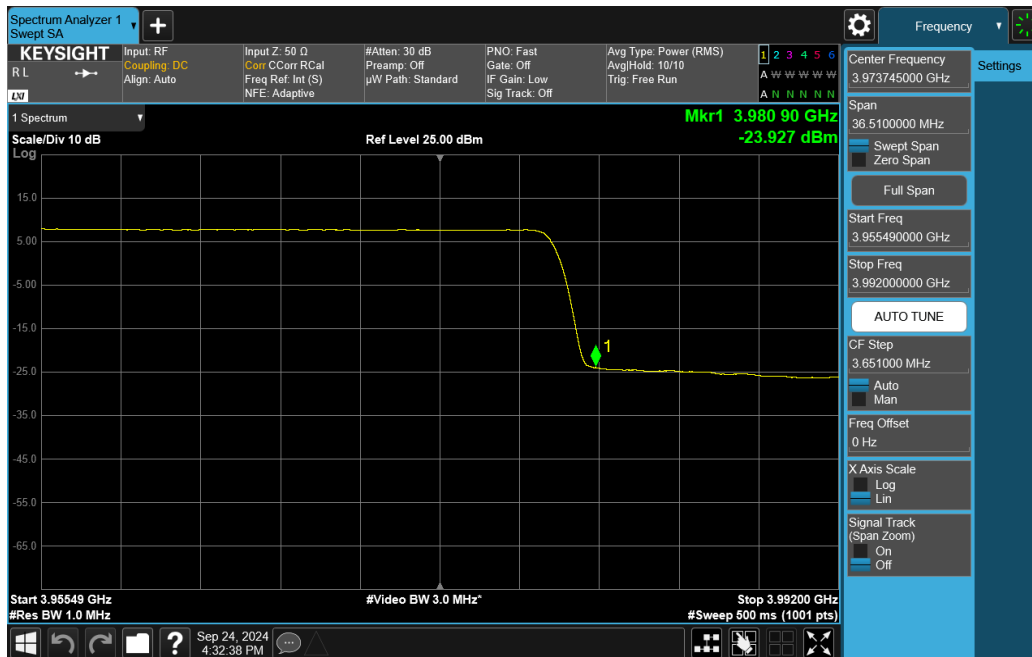 Spectrum Analyzer 1
Swept SA
+
Frequency
KEYSIGHT
R L
LXI
Input: RF
Coupling: DC
Align: Auto
Input Z: 50 Ω
Corr CCorr RCal
Freq Ref: Int (S)
NFE: Adaptive
#Atten: 30 dB
Preamp: Off
µW Path: Standard
PNO: Fast
Gate: Off
IF Gain: Low
Sig Track: Off
Avg Type: Power (RMS)
Avg|Hold: 10/10
Trig: Free Run
1 2 3 4 5 6
A W W W W W
A N N N N N
1 Spectrum
Scale/Div 10 dB
Log
Ref Level 25.00 dBm
Mkr1 3.980 90 GHz
-23.927 dBm
15.0
5.00
-5.00
-15.0
-25.0
-35.0
-45.0
-55.0
-65.0
1
Start 3.95549 GHz
#Res BW 1.0 MHz
#Video BW 3.0 MHz*
Stop 3.99200 GHz
#Sweep 500 ms (1001 pts)
Center Frequency
3.973745000 GHz
Settings
Span
36.5100000 MHz
Swept Span
Zero Span
Full Span
Start Freq
3.955490000 GHz
Stop Freq
3.992000000 GHz
AUTO TUNE
CF Step
3.651000 MHz
Auto
Man
Freq Offset
0 Hz
X Axis Scale
Log
Lin
Signal Track
(Span Zoom)
On
Off
?
Sep 24, 2024
4:32:38 PM